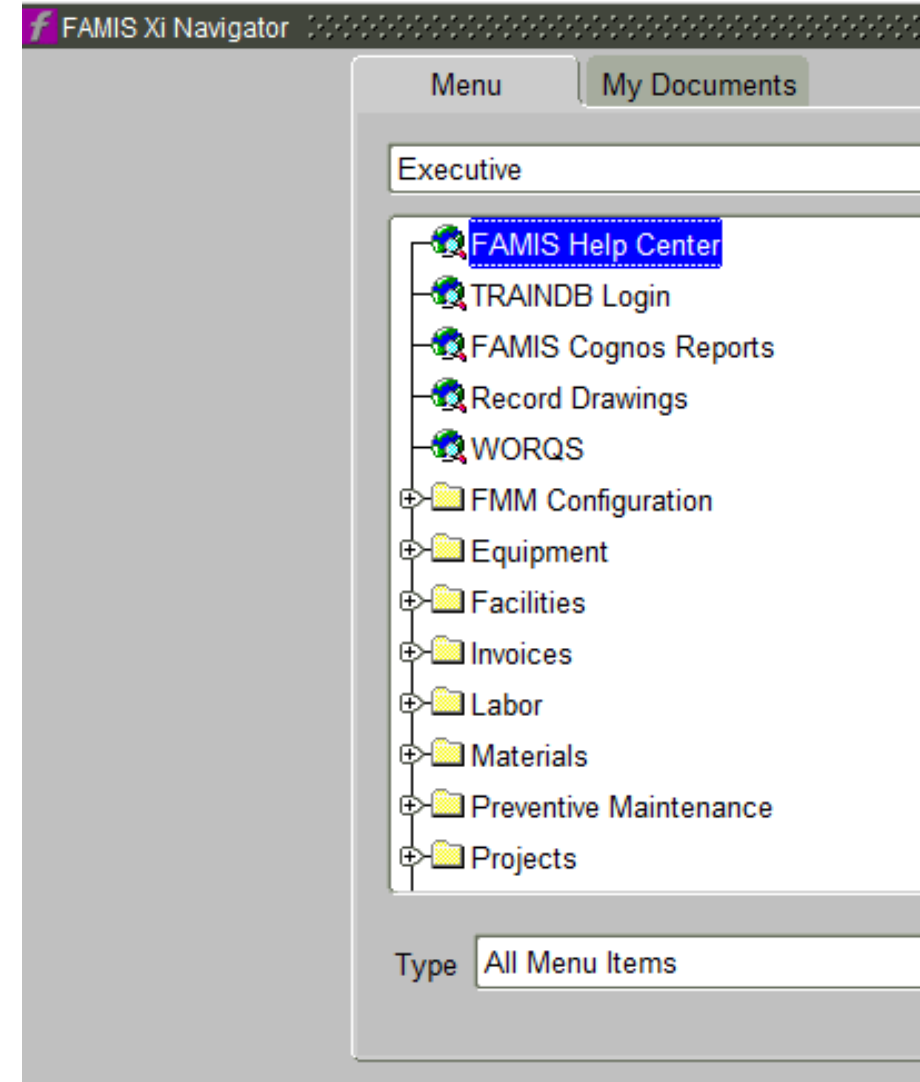 f FAMIS Xi Navigator
Menu My Documents
Executive
FAMIS Help Center
TRAINDB Login
FAMIS Cognos Reports
Record Drawings
WORQS
FMM Configuration
Equipment
Facilities
Invoices
Labor
Materials
Preventive Maintenance
Projects
Type All Menu Items